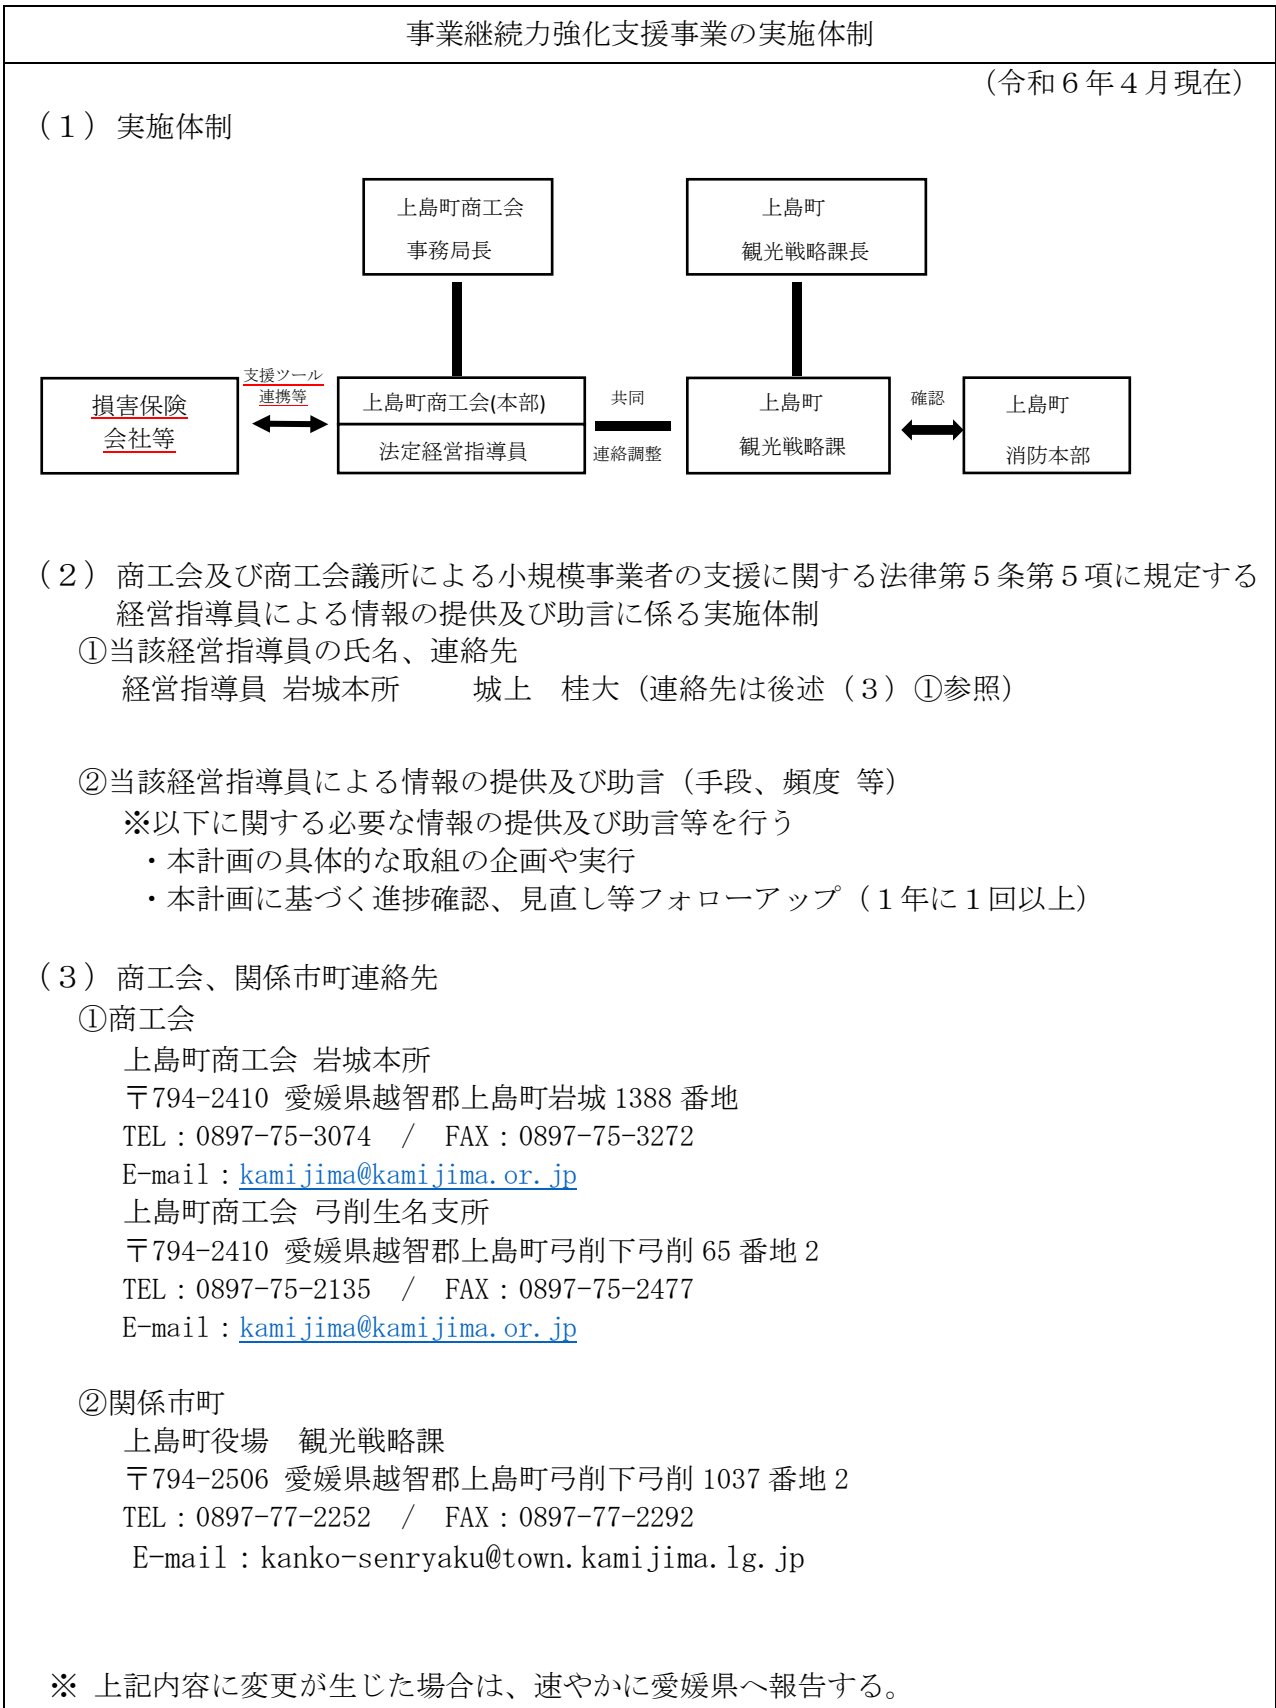 事業継続力強化支援事業の実施体制
（令和６年４月現在）
（１）実施体制
上島町商工会
事務局長
上島町
観光戦略課長
損害保険
会社等
支援ツール
連携等
上島町商工会(本部)
法定経営指導員
共同
連絡調整
上島町
観光戦略課
確認
上島町
消防本部
（２）商工会及び商工会議所による小規模事業者の支援に関する法律第５条第５項に規定する
経営指導員による情報の提供及び助言に係る実施体制
①当該経営指導員の氏名、連絡先
経営指導員 岩城本所　　城上　桂大（連絡先は後述（３）①参照）
②当該経営指導員による情報の提供及び助言（手段、頻度 等）
※以下に関する必要な情報の提供及び助言等を行う
・本計画の具体的な取組の企画や実行
・本計画に基づく進捗確認、見直し等フォローアップ（１年に１回以上）
（３）商工会、関係市町連絡先
①商工会
上島町商工会 岩城本所
〒794-2410 愛媛県越智郡上島町岩城 1388 番地
TEL：0897-75-3074 / FAX：0897-75-3272
E-mail：kamijima@kamijima.or.jp
上島町商工会 弓削生名支所
〒794-2410 愛媛県越智郡上島町弓削下弓削 65 番地 2
TEL：0897-75-2135 / FAX：0897-75-2477
E-mail：kamijima@kamijima.or.jp
②関係市町
上島町役場　観光戦略課
〒794-2506 愛媛県越智郡上島町弓削下弓削 1037 番地 2
TEL：0897-77-2252 / FAX：0897-77-2292
E-mail：kanko-senryaku@town.kamijima.lg.jp
※ 上記内容に変更が生じた場合は、速やかに愛媛県へ報告する。